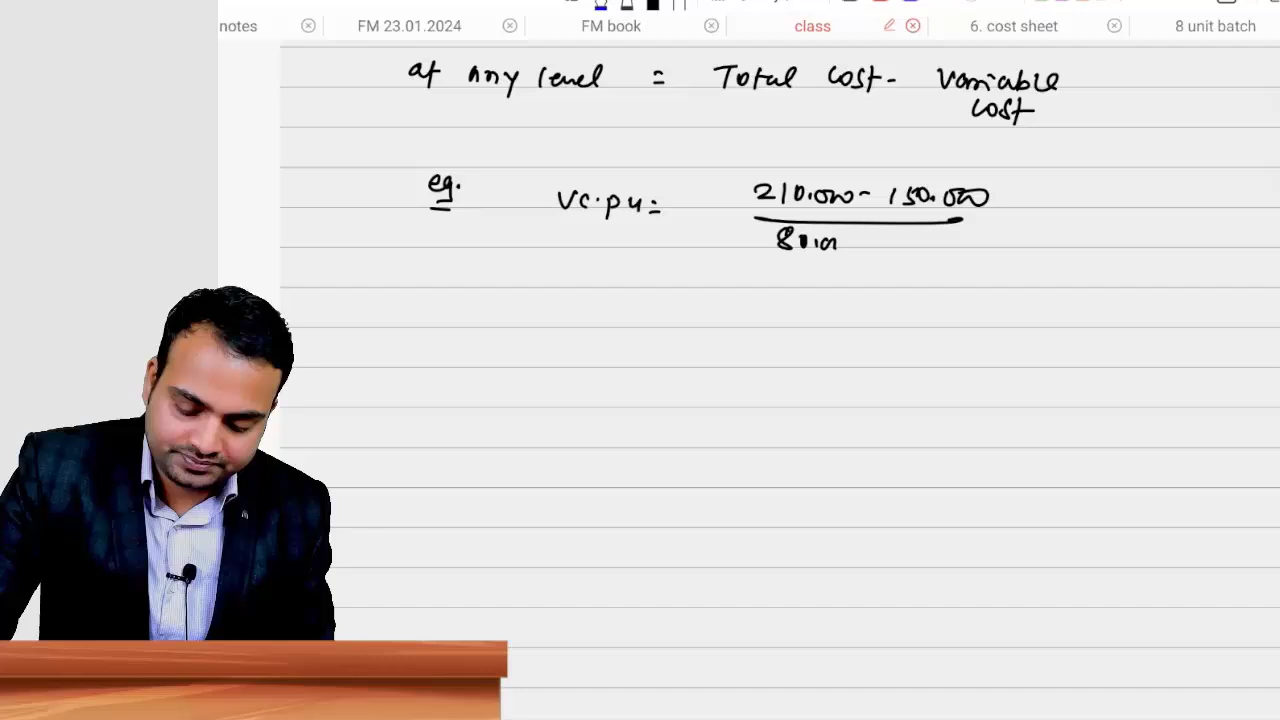 notes FM 23.01.2024 FM book class 6. cost sheet 8 unit batch
at any level = Total cost - variable
cost
eg. vc.pu = 210.000 - 150.000